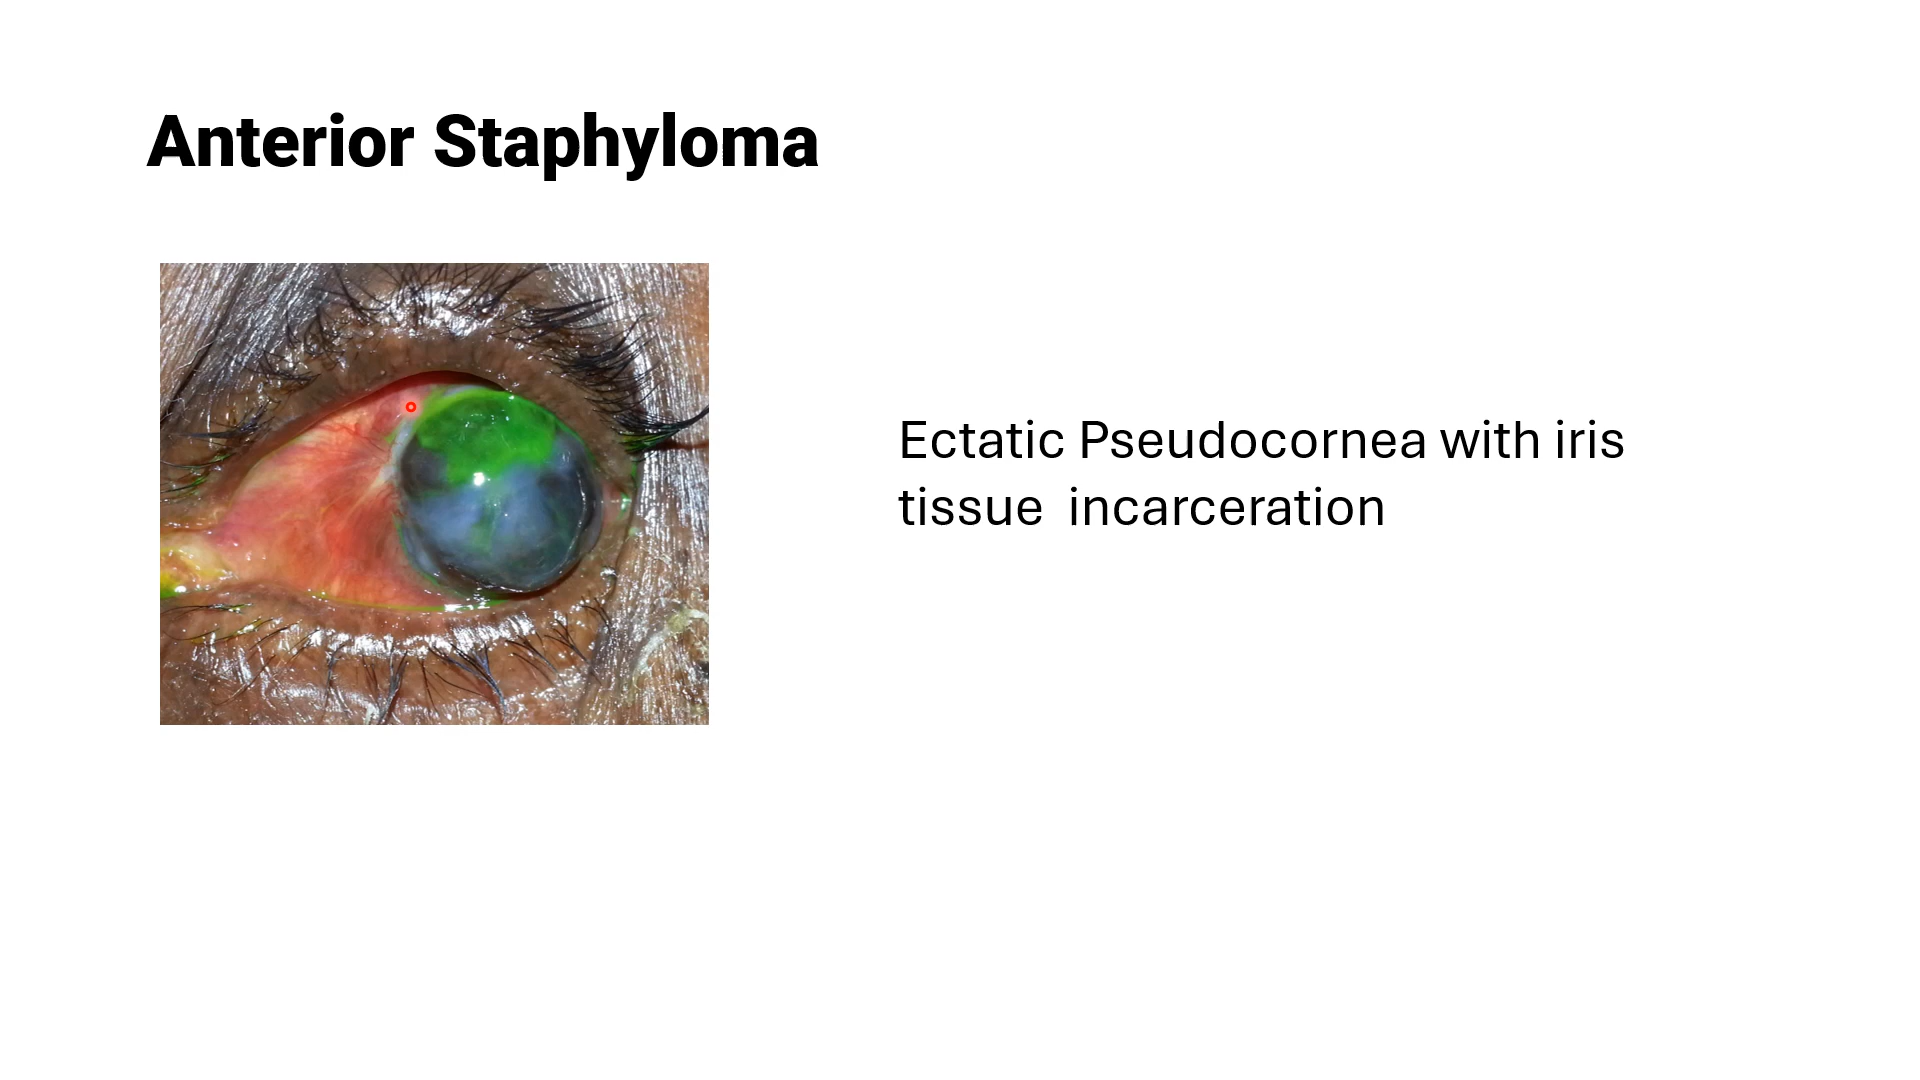 Anterior Staphyloma
Ectatic Pseudocornea with iris
tissue  incarceration